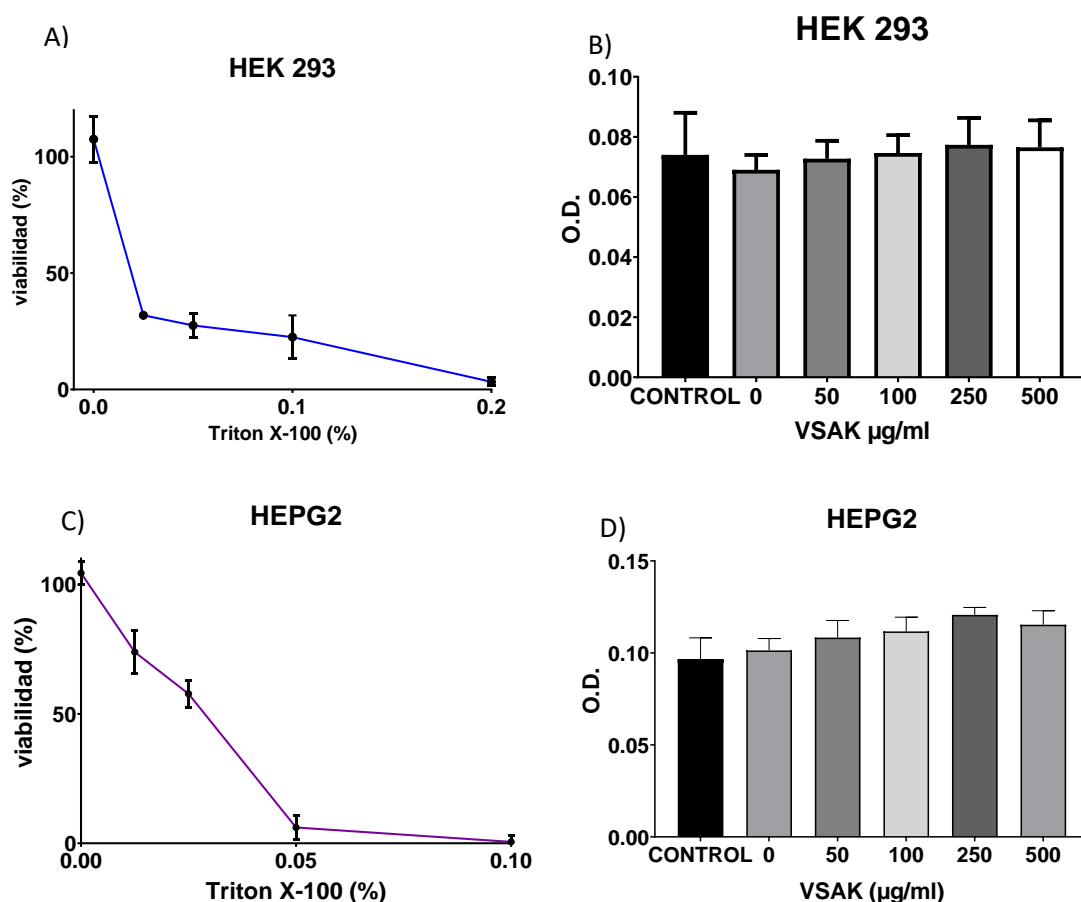 A)
HEK 293
viabilidad (%)
100
50
0
0.0 0.1 0.2
Triton X-100 (%)
B)
HEK 293
O.D.
0.10
0.08
0.06
0.04
0.02
0.00
CONTROL 0 50 100 250 500
VSAK µg/ml
C)
HEPG2
viabilidad (%)
100
50
0
0.00 0.05 0.10
Triton X-100 (%)
D)
HEPG2
O.D.
0.15
0.10
0.05
0.00
CONTROL 0 50 100 250 500
VSAK (µg/ml)